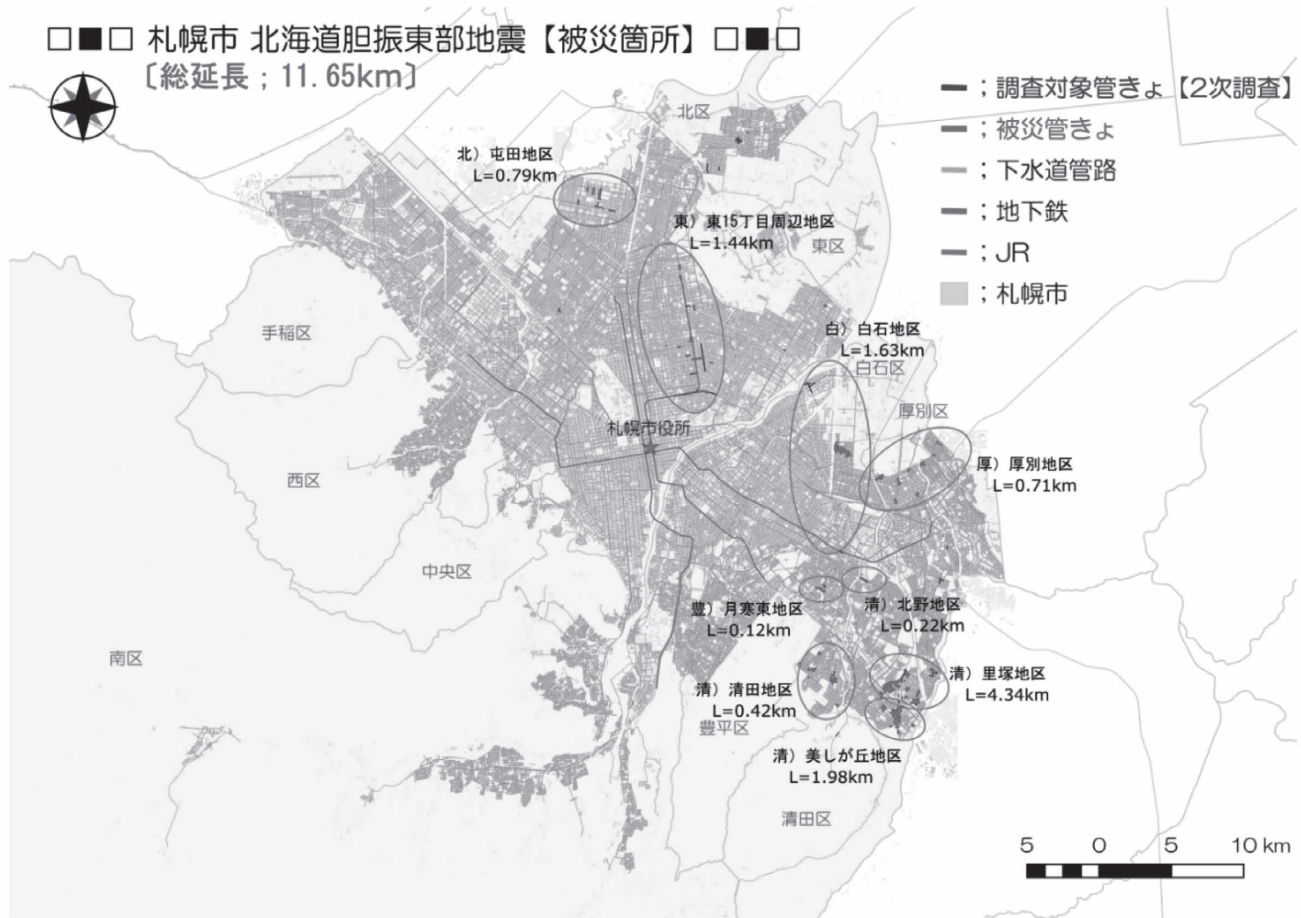 □■□ 札幌市 北海道胆振東部地震【被災箇所】 □■□
〔総延長 ; 11.65km〕
; 調査対象管きょ【2次調査】
; 被災管きょ
; 下水道管路
; 地下鉄
; JR
; 札幌市
北区
北）屯田地区
L=0.79km
東）東15丁目周辺地区
L=1.44km
東区
手稲区
白）白石地区
L=1.63km
白石区
厚別区
札幌市役所
厚）厚別地区
L=0.71km
西区
中央区
豊）月寒東地区
L=0.12km
清）北野地区
L=0.22km
南区
清）里塚地区
L=4.34km
清）清田地区
L=0.42km
豊平区
清）美しが丘地区
L=1.98km
清田区
5 0 5 10 km